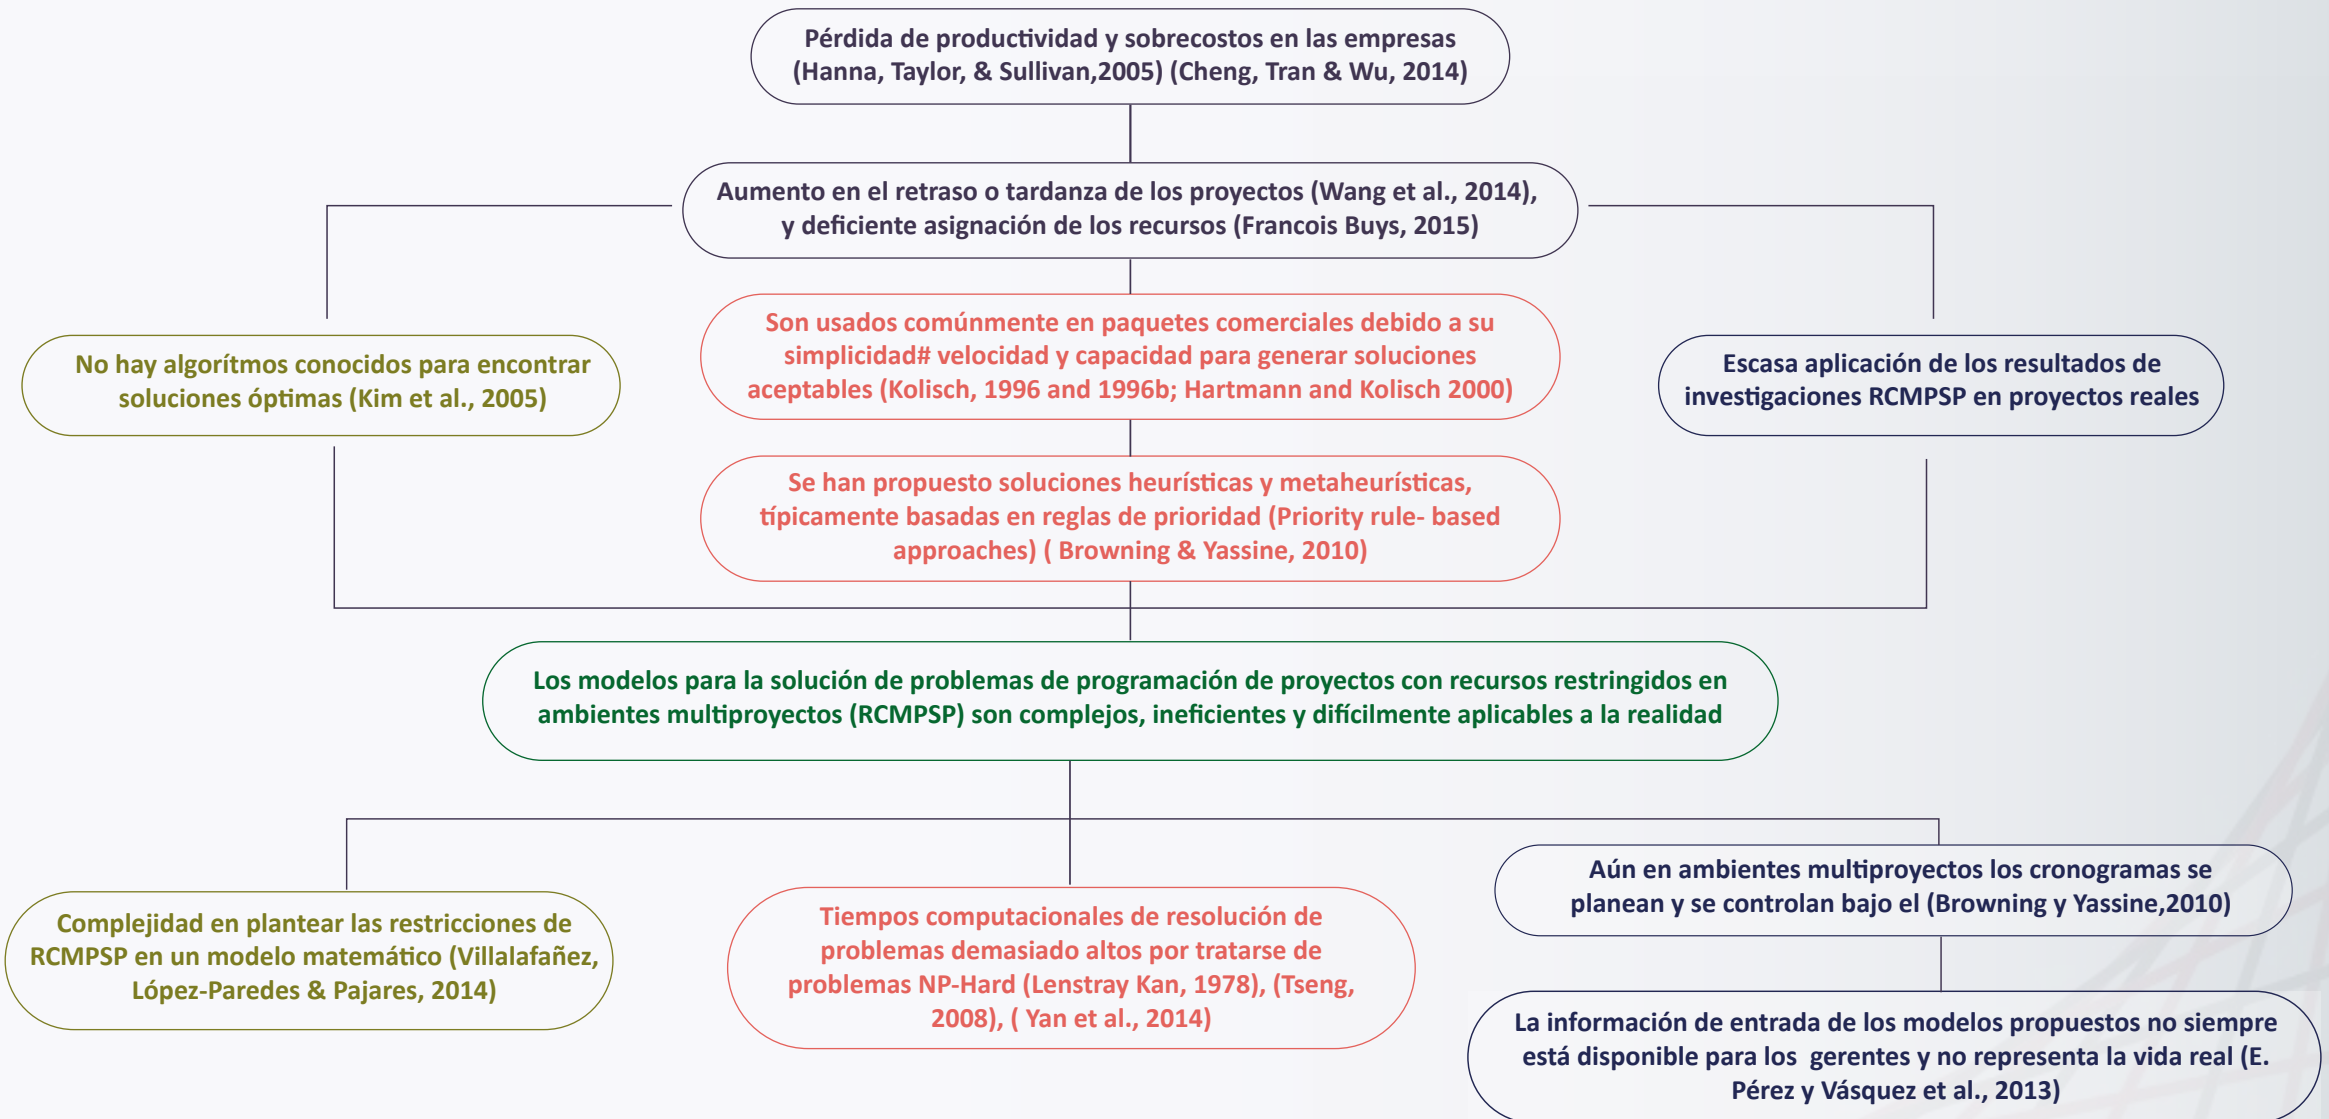 Pérdida de productividad y sobrecostos en las empresas
(Hanna, Taylor, & Sullivan,2005) (Cheng, Tran & Wu, 2014)
Aumento en el retraso o tardanza de los proyectos (Wang et al., 2014),
y deficiente asignación de los recursos (Francois Buys, 2015)
No hay algorítmos conocidos para encontrar
soluciones óptimas (Kim et al., 2005)
Son usados comúnmente en paquetes comerciales debido a su
simplicidad# velocidad y capacidad para generar soluciones
aceptables (Kolisch, 1996 and 1996b; Hartmann and Kolisch 2000)
Escasa aplicación de los resultados de
investigaciones RCMPSP en proyectos reales
Se han propuesto soluciones heurísticas y metaheurísticas,
típicamente basadas en reglas de prioridad (Priority rule- based
approaches) ( Browning & Yassine, 2010)
Los modelos para la solución de problemas de programación de proyectos con recursos restringidos en
ambientes multiproyectos (RCMPSP) son complejos, ineficientes y difícilmente aplicables a la realidad
Complejidad en plantear las restricciones de
RCMPSP en un modelo matemático (Villalafañez,
López-Paredes & Pajares, 2014)
Tiempos computacionales de resolución de
problemas demasiado altos por tratarse de
problemas NP-Hard (Lenstray Kan, 1978), (Tseng,
2008), ( Yan et al., 2014)
Aún en ambientes multiproyectos los cronogramas se
planean y se controlan bajo el (Browning y Yassine,2010)
La información de entrada de los modelos propuestos no siempre
está disponible para los  gerentes y no representa la vida real (E.
Pérez y Vásquez et al., 2013)